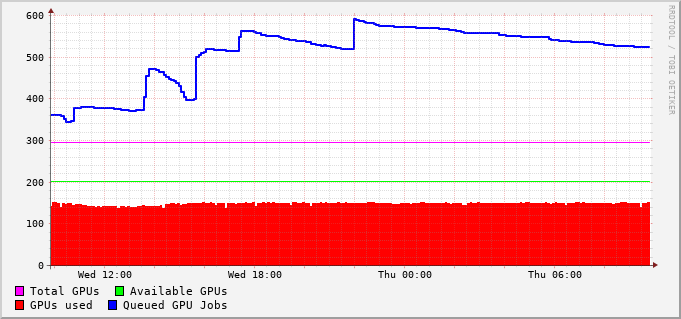 RRDTOOL / TOBI OETIKER
600
500
400
300
200
100
0
Wed 12:00 Wed 18:00 Thu 00:00 Thu 06:00
Total GPUs Available GPUs
GPUs used Queued GPU Jobs